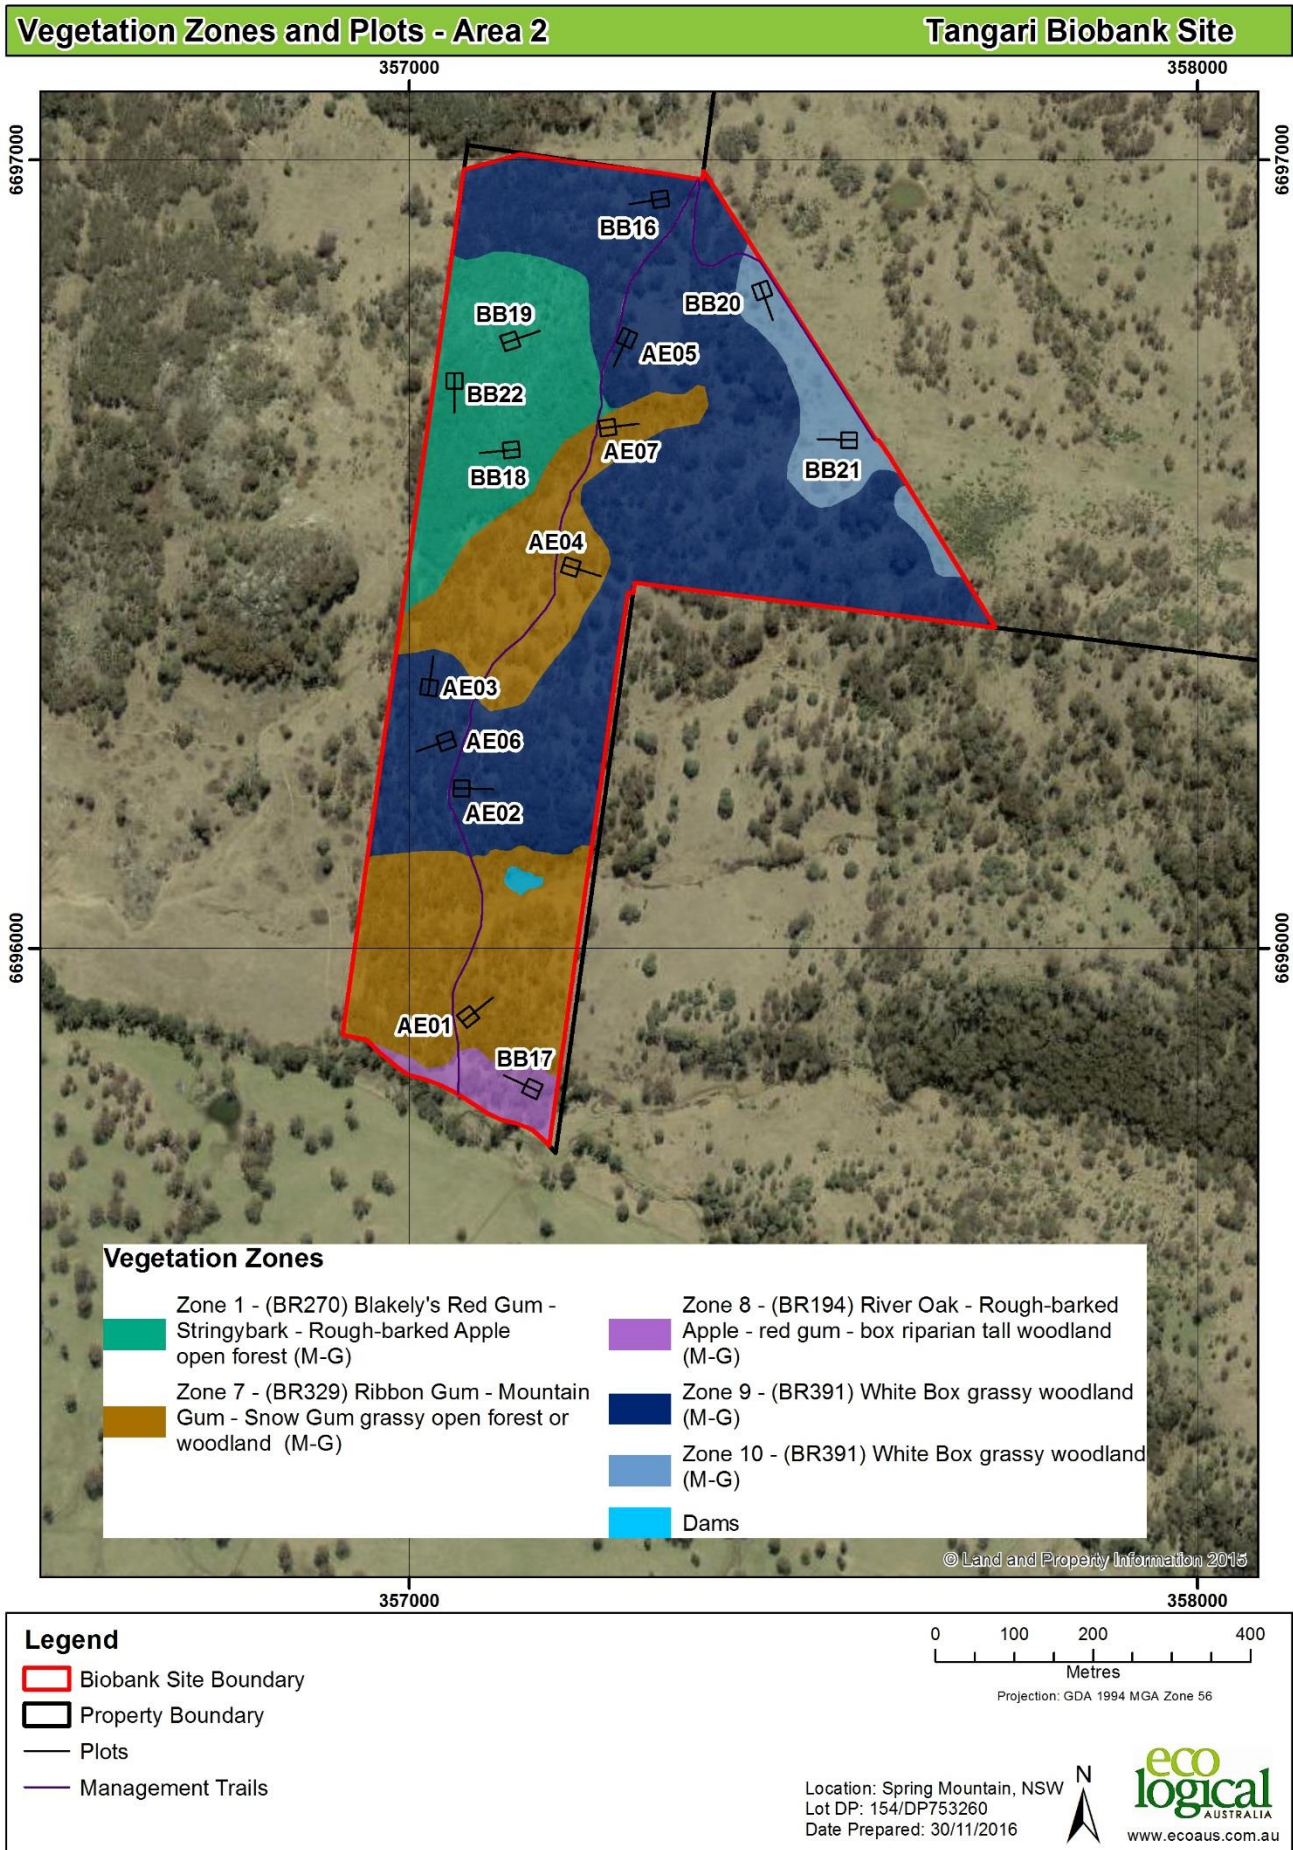 Vegetation Zones and Plots - Area 2
Tangari Biobank Site
357000
358000
6697000
6697000
BB16
BB20
BB19
AE05
BB22
AE07
BB18
BB21
AE04
AE03
AE06
AE02
6696000
6696000
AE01
BB17
Vegetation Zones
Zone 1 - (BR270) Blakely's Red Gum -
Stringybark - Rough-barked Apple
open forest (M-G)
Zone 7 - (BR329) Ribbon Gum - Mountain
Gum - Snow Gum grassy open forest or
woodland (M-G)
Zone 8 - (BR194) River Oak - Rough-barked
Apple - red gum - box riparian tall woodland
(M-G)
Zone 9 - (BR391) White Box grassy woodland
(M-G)
Zone 10 - (BR391) White Box grassy woodland
(M-G)
Dams
© Land and Property Information 2015
357000
358000
Legend
Biobank Site Boundary
Property Boundary
Plots
Management Trails
0 100 200 400
Metres
Projection: GDA 1994 MGA Zone 56
Location: Spring Mountain, NSW
Lot DP: 154/DP753260
Date Prepared: 30/11/2016
N
eco
logical
AUSTRALIA
www.ecoaus.com.au